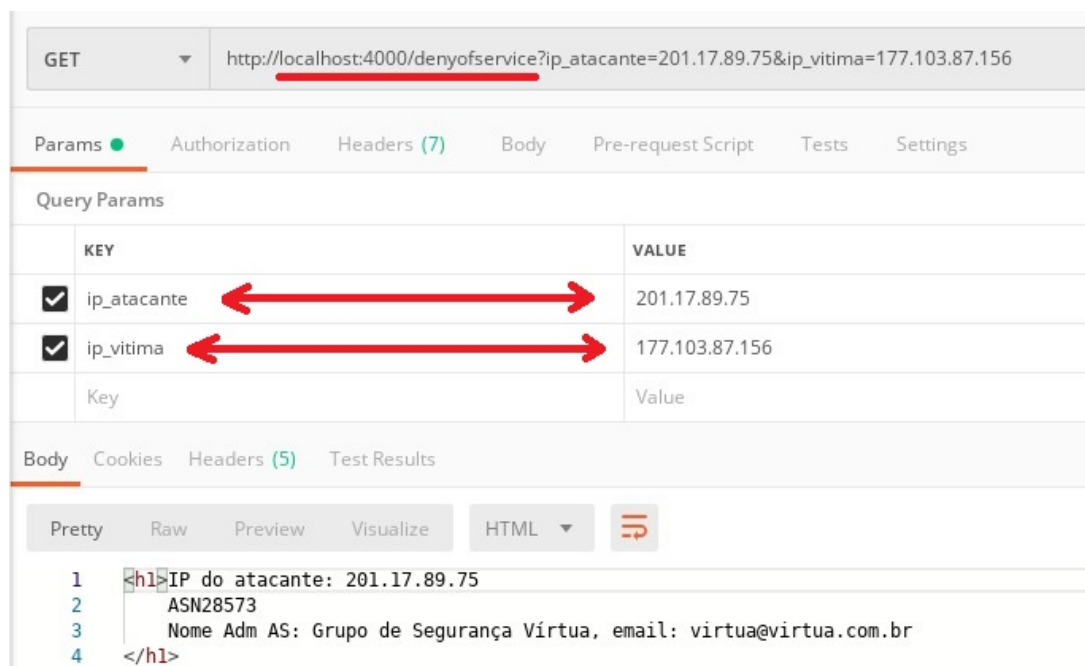 GET http://localhost:4000/denyofservice?ip_atacante=201.17.89.75&ip_vitima=177.103.87.156
Params Authorization Headers (7) Body Pre-request Script Tests Settings
Query Params
KEY VALUE
ip_atacante 201.17.89.75
ip_vitima 177.103.87.156
Key Value
Body Cookies Headers (5) Test Results
Pretty Raw Preview Visualize HTML
1 <h1>IP do atacante: 201.17.89.75
2 ASN28573
3 Nome Adm AS: Grupo de Segurança Vírtua, email: virtua@virtua.com.br
4 </h1>